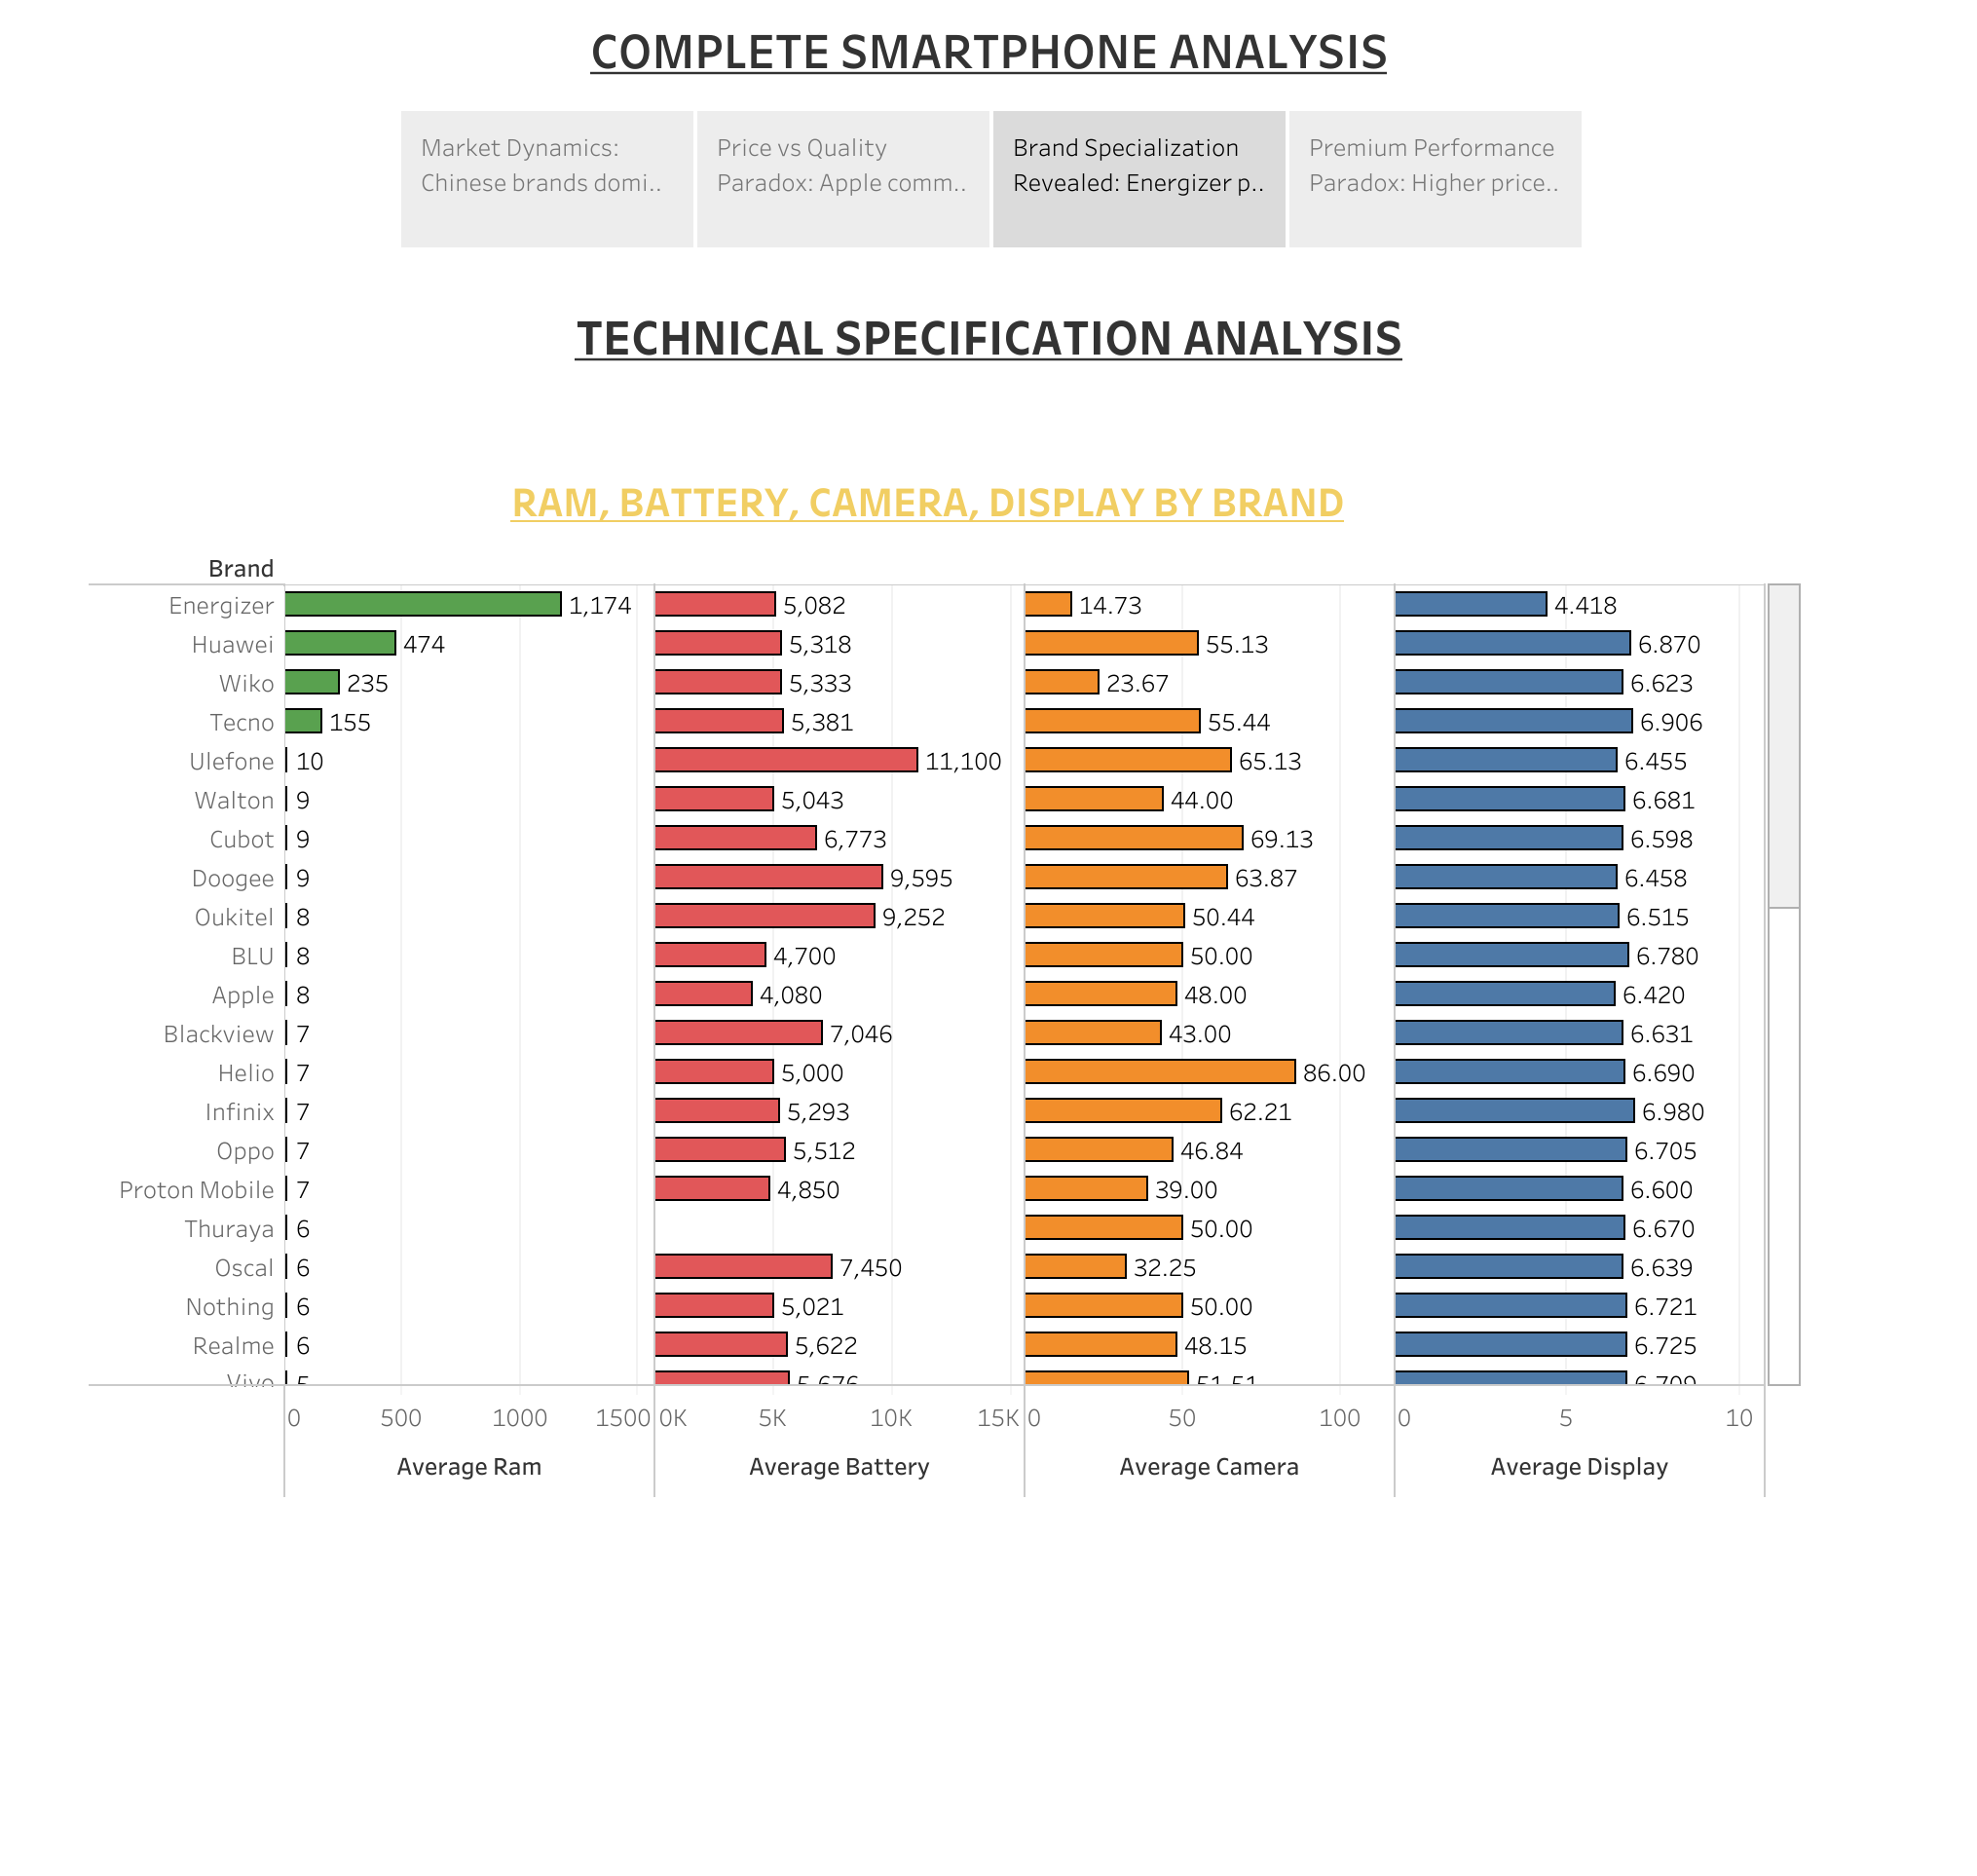 COMPLETE SMARTPHONE ANALYSIS
Market Dynamics:
Chinese brands domi..
Price vs Quality
Paradox: Apple comm..
Brand Specialization
Revealed: Energizer p..
Premium Performance
Paradox: Higher price..
TECHNICAL SPECIFICATION ANALYSIS
RAM, BATTERY, CAMERA, DISPLAY BY BRAND
Brand
Energizer 1,174 5,082 14.73 4.418
Huawei 474 5,318 55.13 6.870
Wiko 235 5,333 23.67 6.623
Tecno 155 5,381 55.44 6.906
Ulefone 10 11,100 65.13 6.455
Walton 9 5,043 44.00 6.681
Cubot 9 6,773 69.13 6.598
Doogee 9 9,595 63.87 6.458
Oukitel 8 9,252 50.44 6.515
BLU 8 4,700 50.00 6.780
Apple 8 4,080 48.00 6.420
Blackview 7 7,046 43.00 6.631
Helio 7 5,000 86.00 6.690
Infinix 7 5,293 62.21 6.980
Oppo 7 5,512 46.84 6.705
Proton Mobile 7 4,850 39.00 6.600
Thuraya 6 50.00 6.670
Oscal 6 7,450 32.25 6.639
Nothing 6 5,021 50.00 6.721
Realme 6 5,622 48.15 6.725
Vivo 5 5,676 51.51 6.709
0 500 1000 1500 0K 5K 10K 15K 0 50 100 0 5 10
Average Ram Average Battery Average Camera Average Display